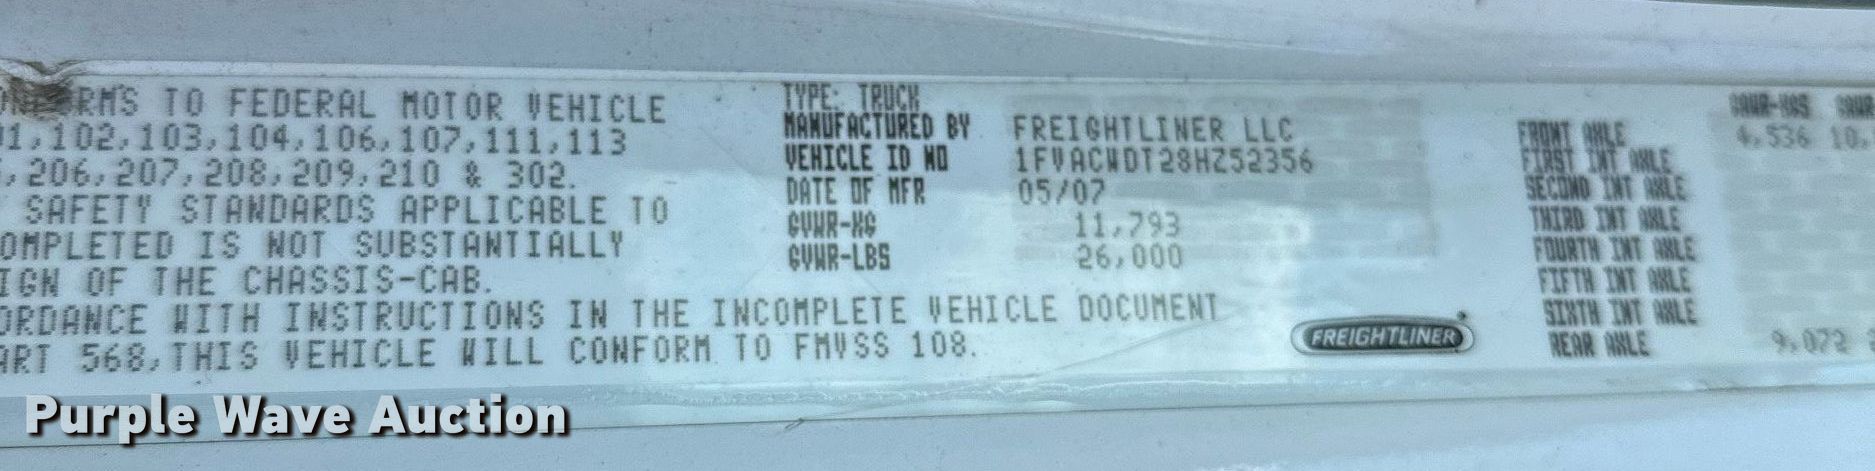 RMS TO FEDERAL MOTOR VEHICLE
01,102,103,104,106,107,111,113
,206,207,208,209,210 & 302.
SAFETY STANDARDS APPLICABLE TO
OMPLETED IS NOT SUBSTANTIALLY
IGN OF THE CHASSIS-CAB.
ORDANCE WITH INSTRUCTIONS IN THE INCOMPLETE VEHICLE DOCUMENT
ART 568,THIS VEHICLE WILL CONFORM TO FMVSS 108.
TYPE: TRUCK
MANUFACTURED BY FREIGHTLINER LLC
VEHICLE ID NO 1FVACWDT28HZ52356
DATE OF MFR 05/07
GVWR-KG 11,793
GVWR-LBS 26,000
FREIGHTLINER
GAWR-KGS GAWR
FRONT AXLE 4,536 10,
FIRST INT AXLE
SECOND INT AXLE
THIRD INT AXLE
FOURTH INT AXLE
FIFTH INT AXLE
SIXTH INT AXLE
REAR AXLE 9,072
Purple Wave Auction